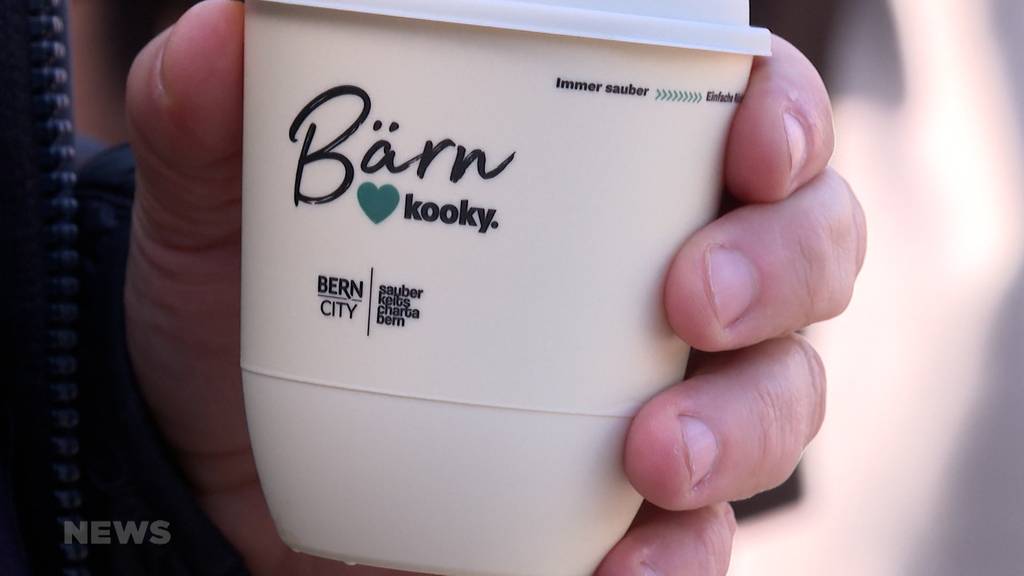 Immer sauber >>>>>>>>> Einfache
Bärn
kooky.
BERN
CITY
sauber
keits
charta
bern
NEWS